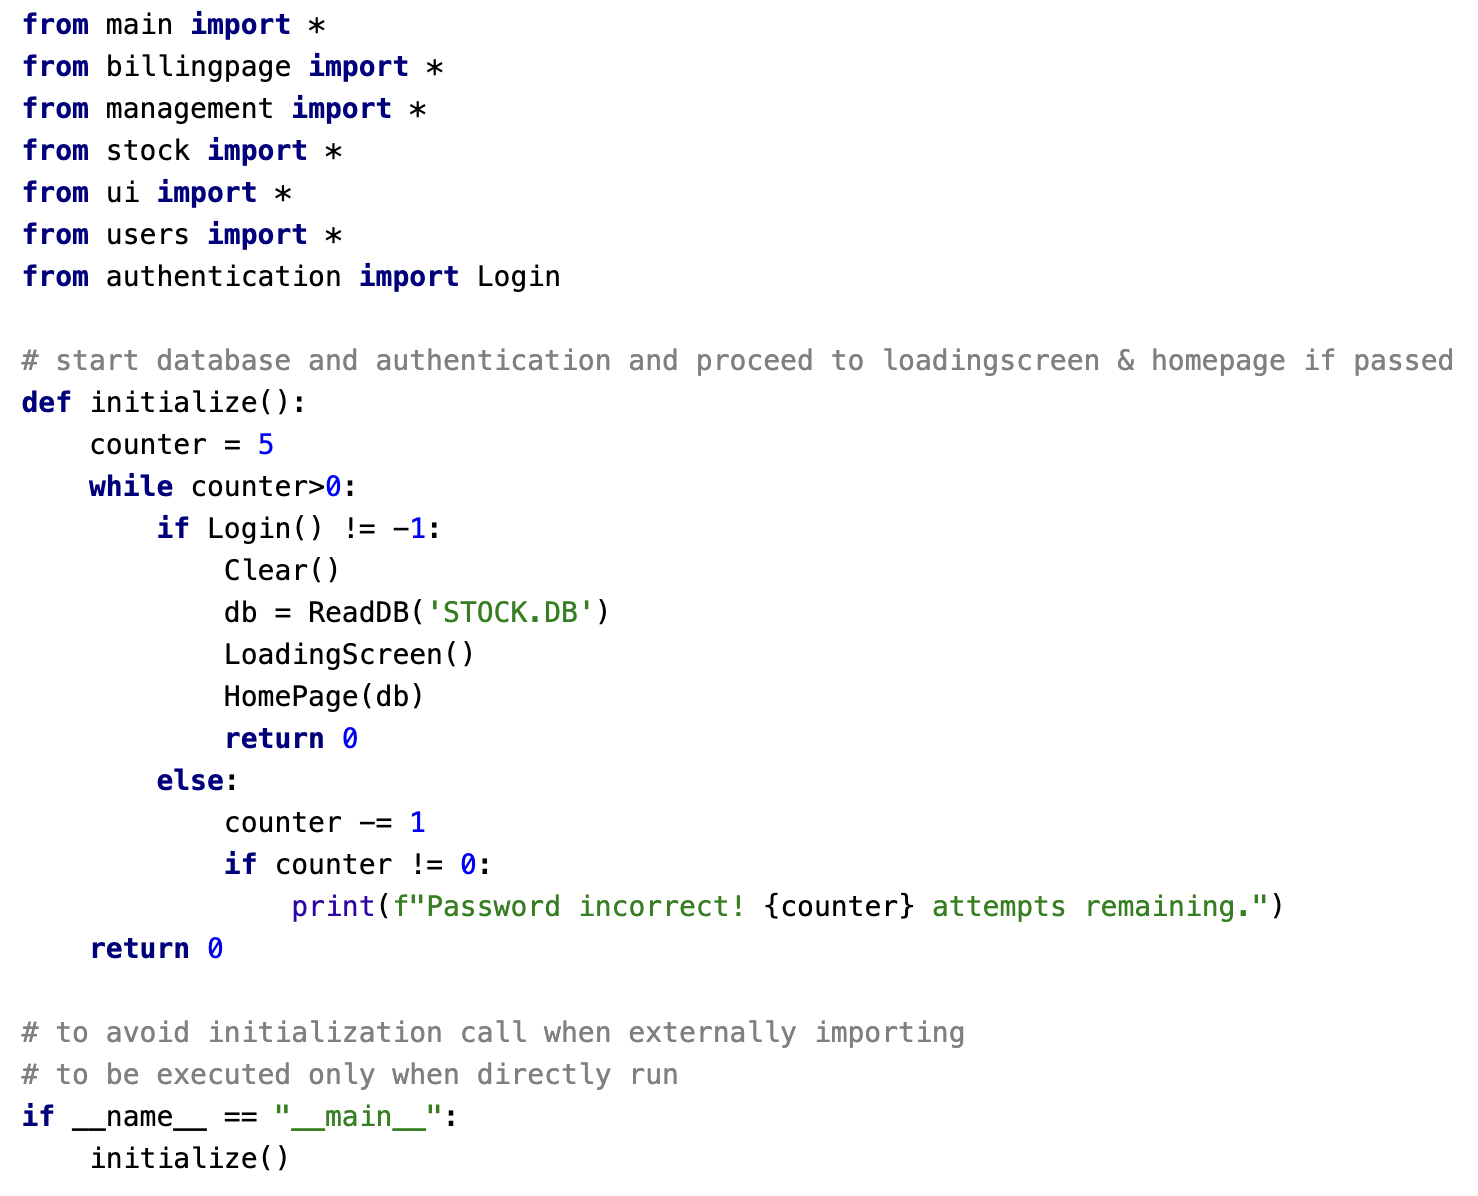 from main import *
from billingpage import *
from management import *
from stock import *
from ui import *
from users import *
from authentication import Login

# start database and authentication and proceed to loadingscreen & homepage if passed
def initialize():
    counter = 5
    while counter>0:
        if Login() != -1:
            Clear()
            db = ReadDB('STOCK.DB')
            LoadingScreen()
            HomePage(db)
            return 0
        else:
            counter -= 1
            if counter != 0:
                print(f"Password incorrect! {counter} attempts remaining.")
    return 0

# to avoid initialization call when externally importing
# to be executed only when directly run
if __name__ == "__main__":
    initialize()